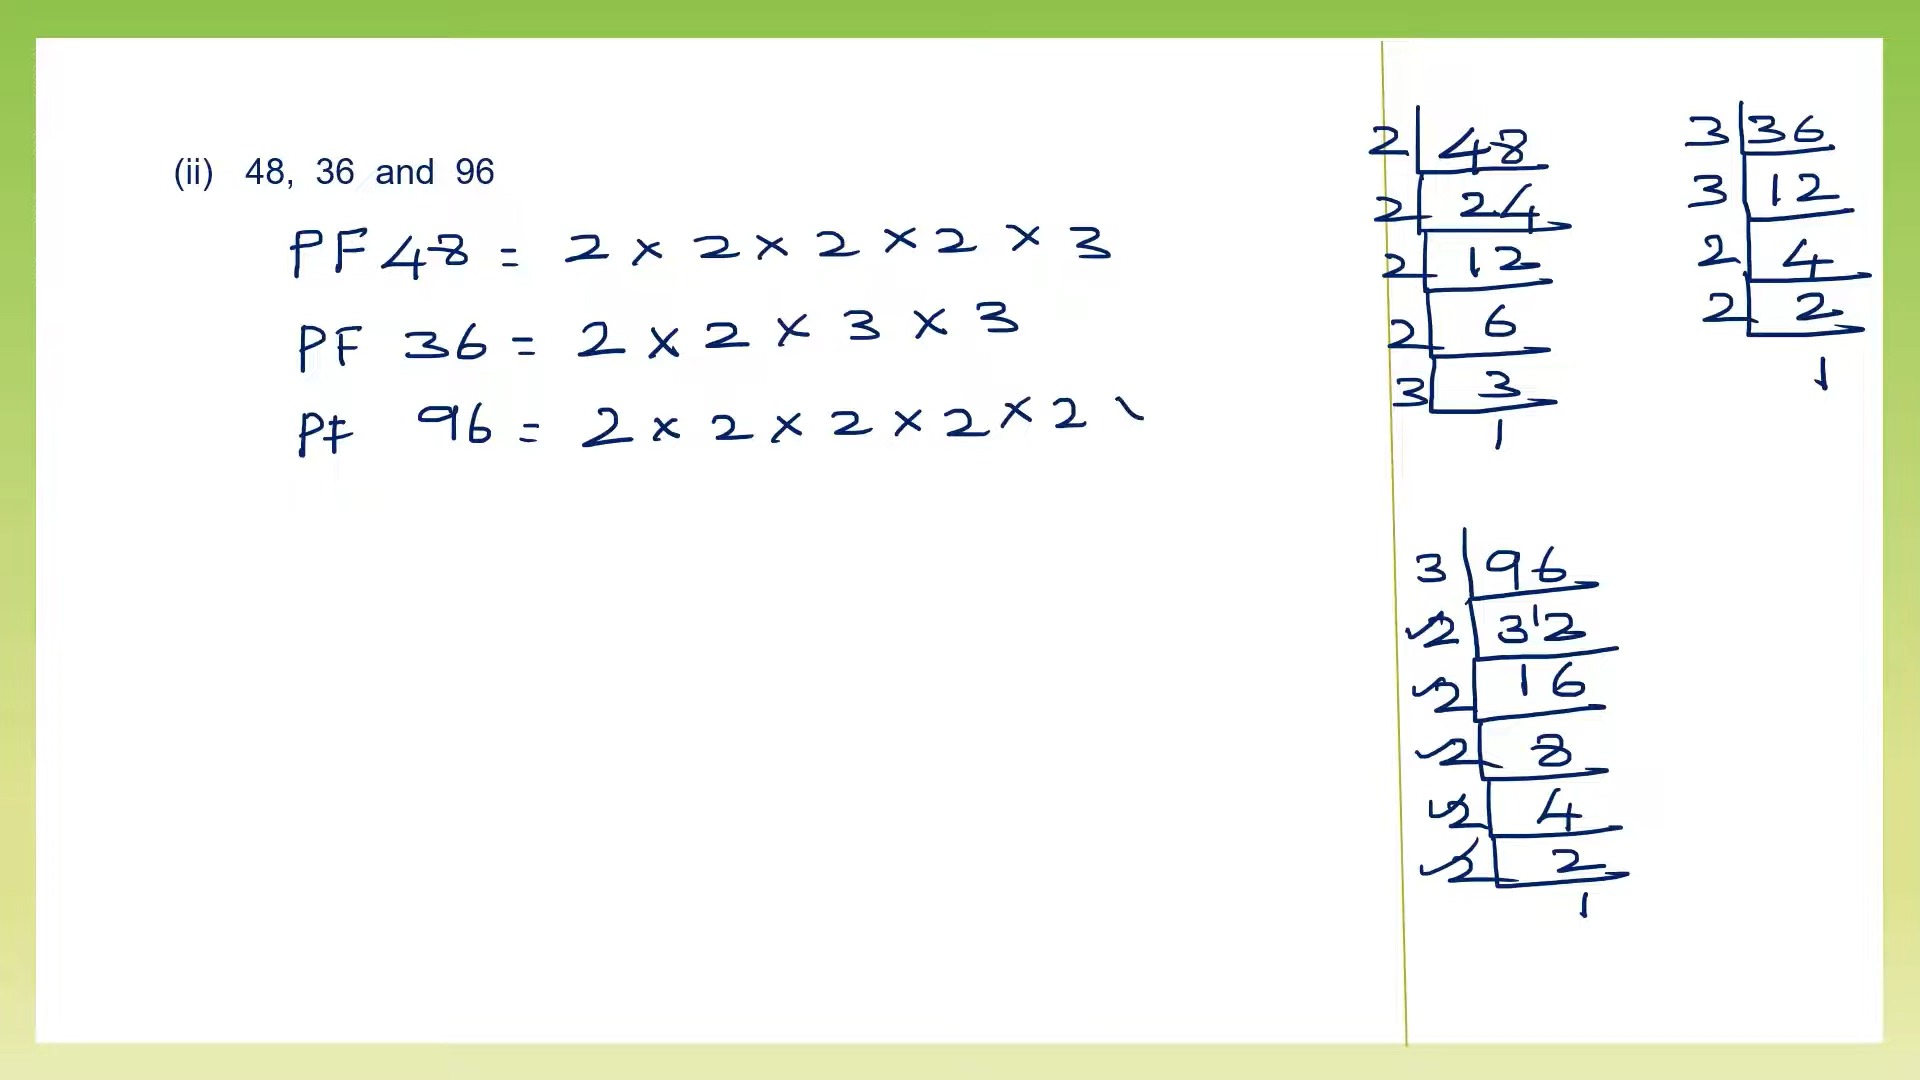 (ii) 48, 36 and 96
PF 48 = 2 × 2 × 2 × 2 × 3
PF 36 = 2 × 2 × 3 × 3
PF 96 = 2 × 2 × 2 × 2 × 2 \
2 | 48
2 | 24
2 | 12
2 | 6
3 | 3
1
3 | 36
3 | 12
2 | 4
2 | 2
1
3 | 96
2 | 32
2 | 16
2 | 8
2 | 4
2 | 2
1